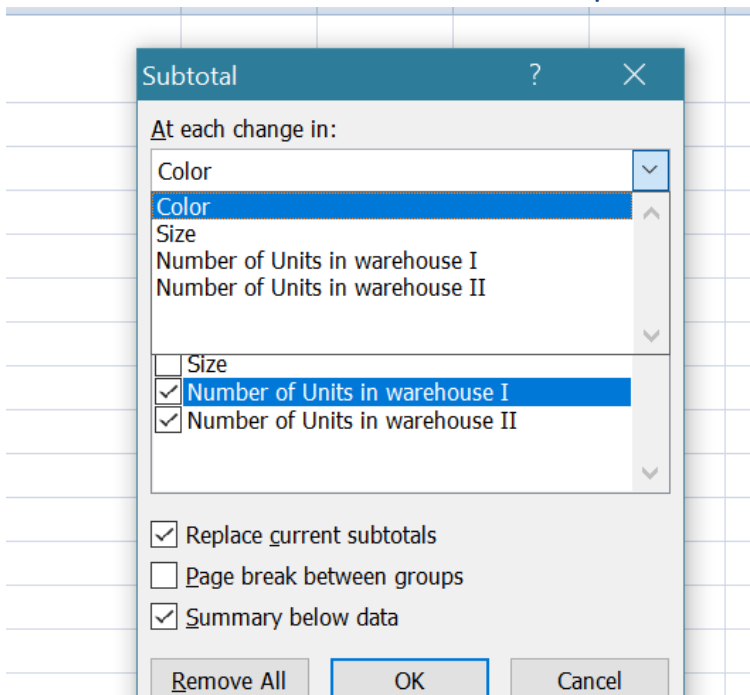 Subtotal ?
At each change in:
Color
Color
Size
Number of Units in warehouse I
Number of Units in warehouse II
Size
Number of Units in warehouse I
Number of Units in warehouse II
Replace current subtotals
Page break between groups
Summary below data
Remove All OK Cancel